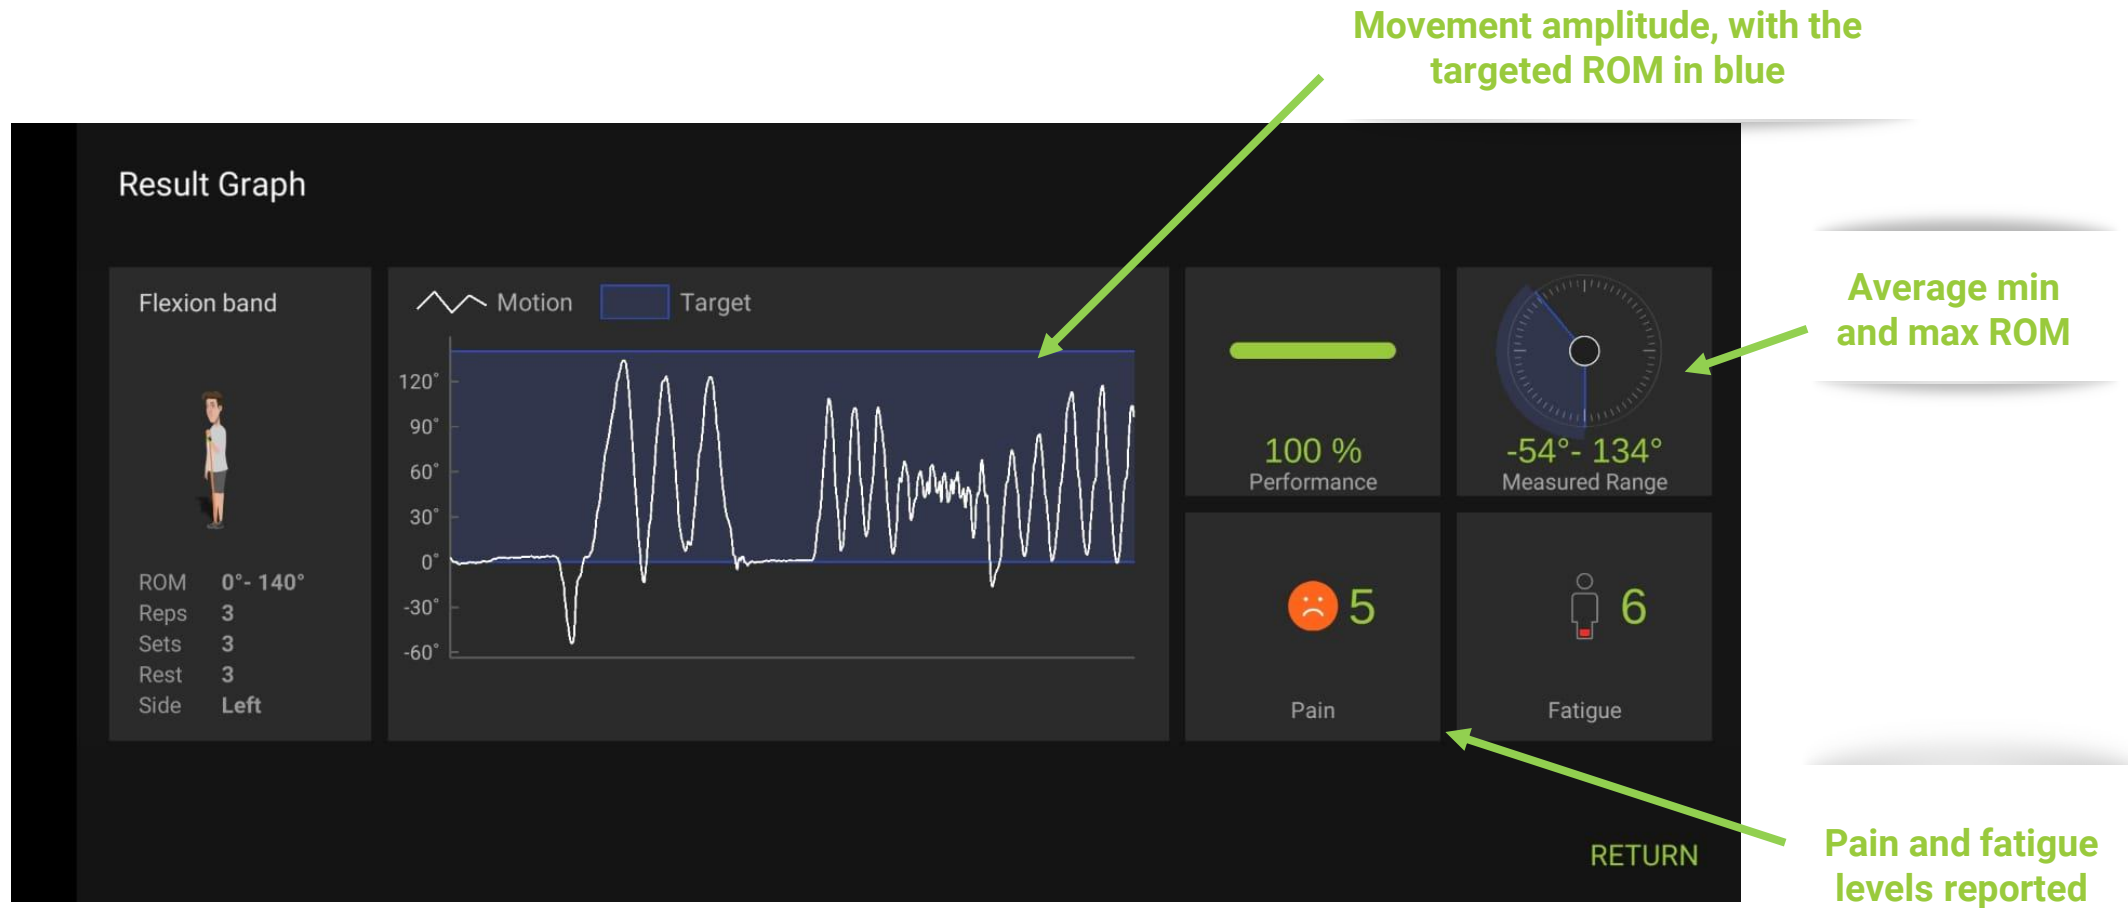 Movement amplitude, with the
targeted ROM in blue
Result Graph
Flexion band
ROM 0°- 140°
Reps 3
Sets 3
Rest 3
Side Left
Motion Target
120°
90°
60°
30°
0°
-30°
-60°
100 %
Performance
-54°- 134°
Measured Range
5
Pain
6
Fatigue
Average min
and max ROM
RETURN
Pain and fatigue
levels reported